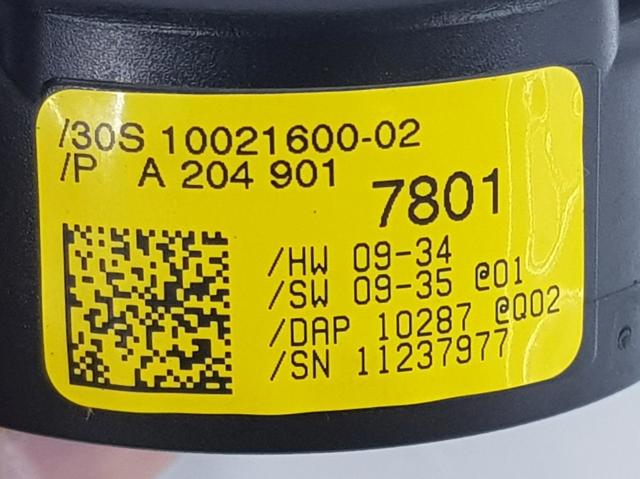 /30S 10021600-02
/P A 204 901 7801
/HW 09-34
/SW 09-35 @01
/DAP 10287 @Q02
/SN 11237977